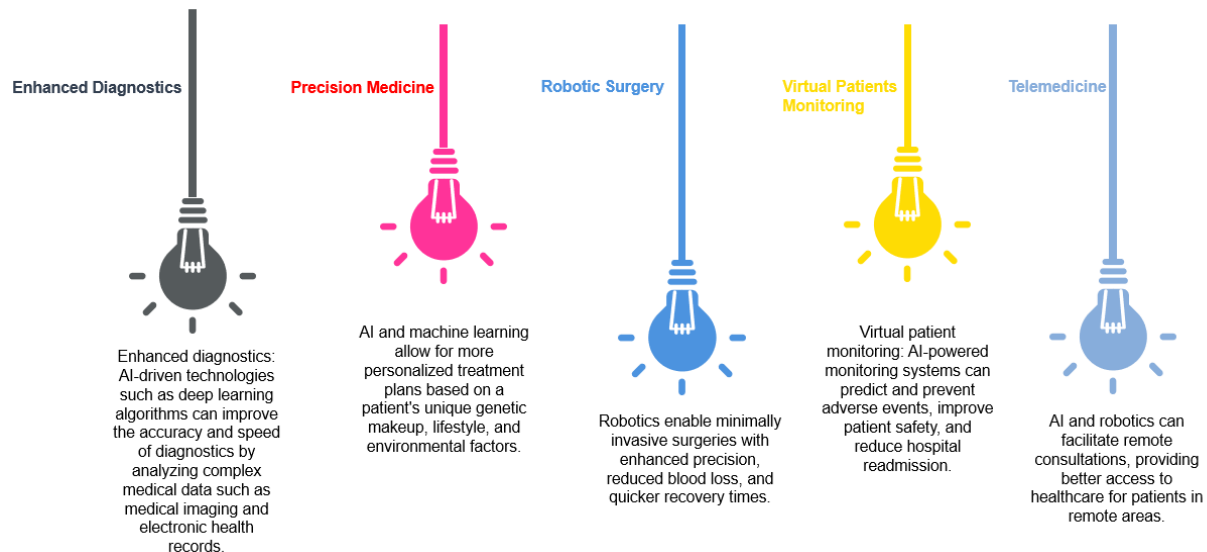 Enhanced Diagnostics
Enhanced diagnostics:
AI-driven technologies
such as deep learning
algorithms can improve
the accuracy and speed
of diagnostics by
analyzing complex
medical data such as
medical imaging and
electronic health
records.
Precision Medicine
AI and machine learning
allow for more
personalized treatment
plans based on a
patient's unique genetic
makeup, lifestyle, and
environmental factors.
Robotic Surgery
Robotics enable minimally
invasive surgeries with
enhanced precision,
reduced blood loss, and
quicker recovery times.
Virtual Patients
Monitoring
Virtual patient
monitoring: AI-powered
monitoring systems can
predict and prevent
adverse events, improve
patient safety, and
reduce hospital
readmission.
Telemedicine
AI and robotics can
facilitate remote
consultations, providing
better access to
healthcare for patients in
remote areas.